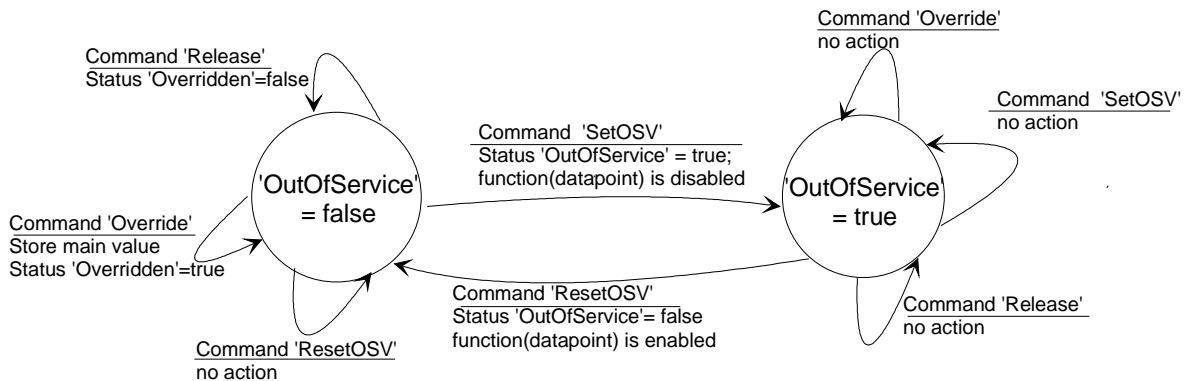 Command 'Release'
Status 'Overridden'=false
Command 'Override'
no action
Command 'SetOSV'
no action
Command 'SetOSV'
Status 'OutOfService' = true;
function(datapoint) is disabled
'OutOfService'
= false
'OutOfService'
= true
Command 'Override'
Store main value
Status 'Overridden'=true
Command 'ResetOSV'
Status 'OutOfService'= false
function(datapoint) is enabled
Command 'Release'
no action
Command 'ResetOSV'
no action